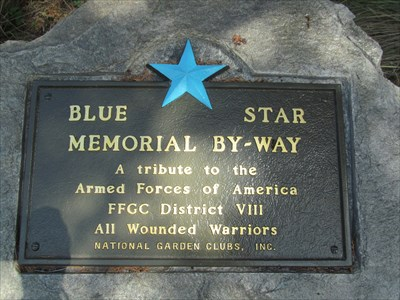 BLUE STAR
MEMORIAL BY-WAY
A tribute to the
Armed Forces of America
FFGC District VIII
All Wounded Warriors
NATIONAL GARDEN CLUBS, INC.